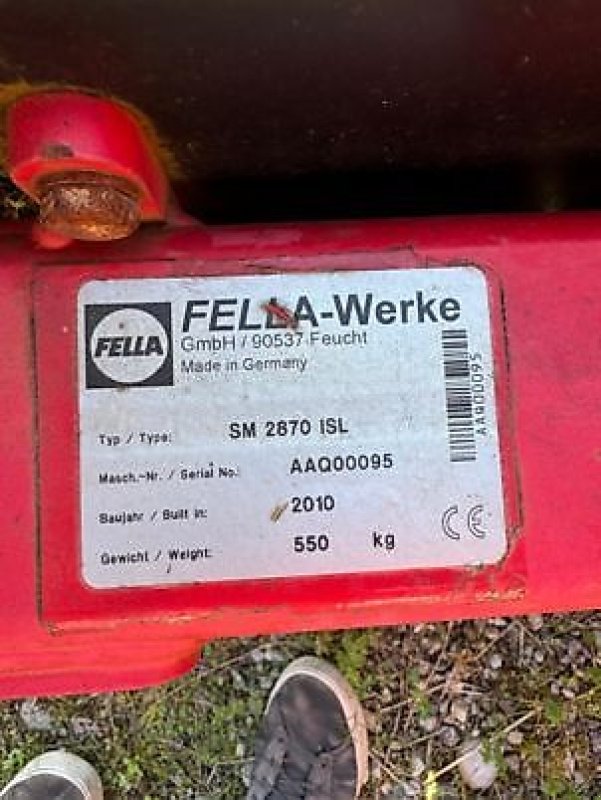 FELLA
FELLA-Werke
GmbH / 90537 Feucht
Made in Germany
AAQ00095
Typ / Type: SM 2870 ISL
Masch.-Nr. / Serial No.: AAQ00095
Baujahr / Built in: 2010
Gewicht / Weight: 550 kg
CE